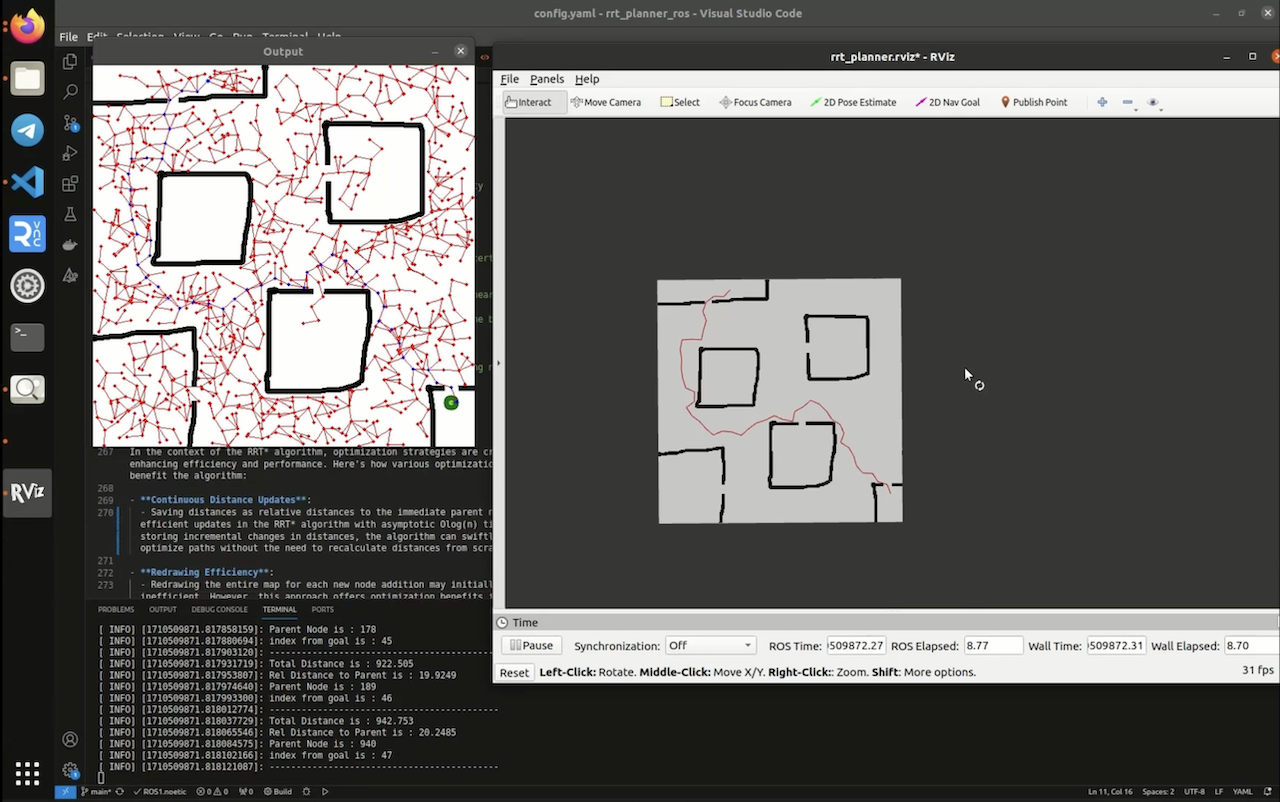 config.yaml - rrt_planner_ros - Visual Studio Code
File
Output
rrt_planner.rviz* - RViz
File Panels Help
Interact Move Camera Select Focus Camera 2D Pose Estimate 2D Nav Goal Publish Point
267 In the context of the RRT* algorithm, optimization strategies are cr
enhancing efficiency and performance. Here's how various optimizatio
benefit the algorithm:
268
269 - **Continuous Distance Updates**:
270 - Saving distances as relative distances to the immediate parent n
efficient updates in the RRT* algorithm with asymptotic Olog(n) ti
storing incremental changes in distances, the algorithm can swiftl
optimize paths without the need to recalculate distances from scra
271
272 - **Redrawing Efficiency**:
273 - Redrawing the entire map for each new node addition may initiall
inefficient. However, this approach offers optimization benefits i
PROBLEMS OUTPUT DEBUG CONSOLE TERMINAL PORTS
[ INFO] [1710509871.817858159]: Parent Node is : 178
[ INFO] [1710509871.817880694]: index from goal is : 45
[ INFO] [1710509871.817903120]: ----------------------------------------
[ INFO] [1710509871.817931719]: Total Distance is : 922.505
[ INFO] [1710509871.817953807]: Rel Distance to Parent is : 19.9249
[ INFO] [1710509871.817974640]: Parent Node is : 189
[ INFO] [1710509871.817993300]: index from goal is : 46
[ INFO] [1710509871.818012774]: ----------------------------------------
[ INFO] [1710509871.818037729]: Total Distance is : 942.753
[ INFO] [1710509871.818065546]: Rel Distance to Parent is : 20.2485
[ INFO] [1710509871.818084575]: Parent Node is : 940
[ INFO] [1710509871.818102166]: index from goal is : 47
[ INFO] [1710509871.818121087]: ----------------------------------------
Time
Pause Synchronization: Off ROS Time: 509872.27 ROS Elapsed: 8.77 Wall Time: 509872.31 Wall Elapsed: 8.70
Reset Left-Click: Rotate. Middle-Click: Move X/Y. Right-Click:: Zoom. Shift: More options. 31 fps
RViz
main* ROS1.noetic 0 0 0 Build Ln 11, Col 16 Spaces: 2 UTF-8 LF YAML